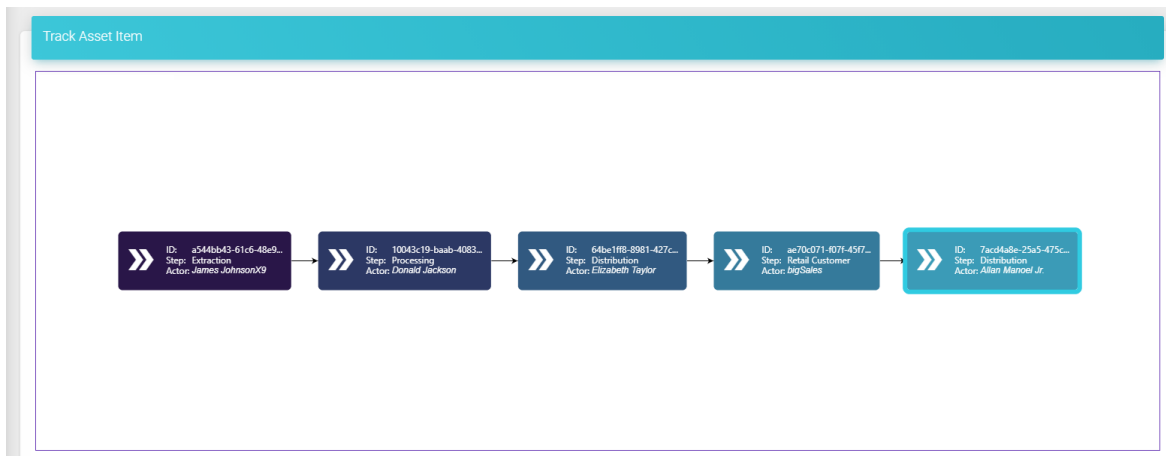 Track Asset Item
ID: a544bb43-61c6-48e9...
Step: Extraction
Actor: James JohnsonX9
ID: 10043c19-baab-4083...
Step: Processing
Actor: Donald Jackson
ID: 64be1ff8-8981-427c...
Step: Distribution
Actor: Elizabeth Taylor
ID: ae70c071-f07f-45f7...
Step: Retail Customer
Actor: bigSales
ID: 7acd4a8e-25a5-475c...
Step: Distribution
Actor: Allan Manoel Jr.